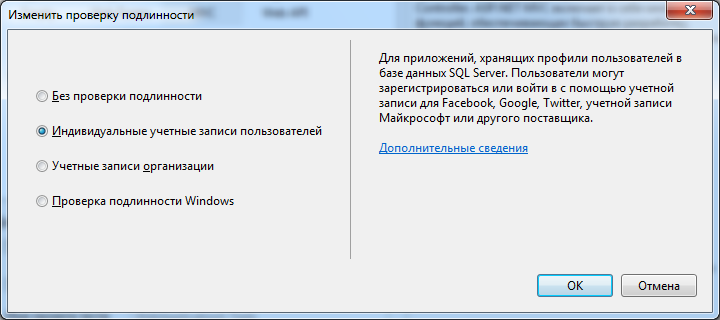 Изменить проверку подлинности
Web API
Без проверки подлинности
Индивидуальные учетные записи пользователей
Учетные записи организации
Проверка подлинности Windows
Для приложений, хранящих профили пользователей в
базе данных SQL Server. Пользователи могут
зарегистрироваться или войти в с помощью учетной
записи для Facebook, Google, Twitter, учетной записи
Майкрософт или другого поставщика.
Дополнительные сведения
OK
Отмена